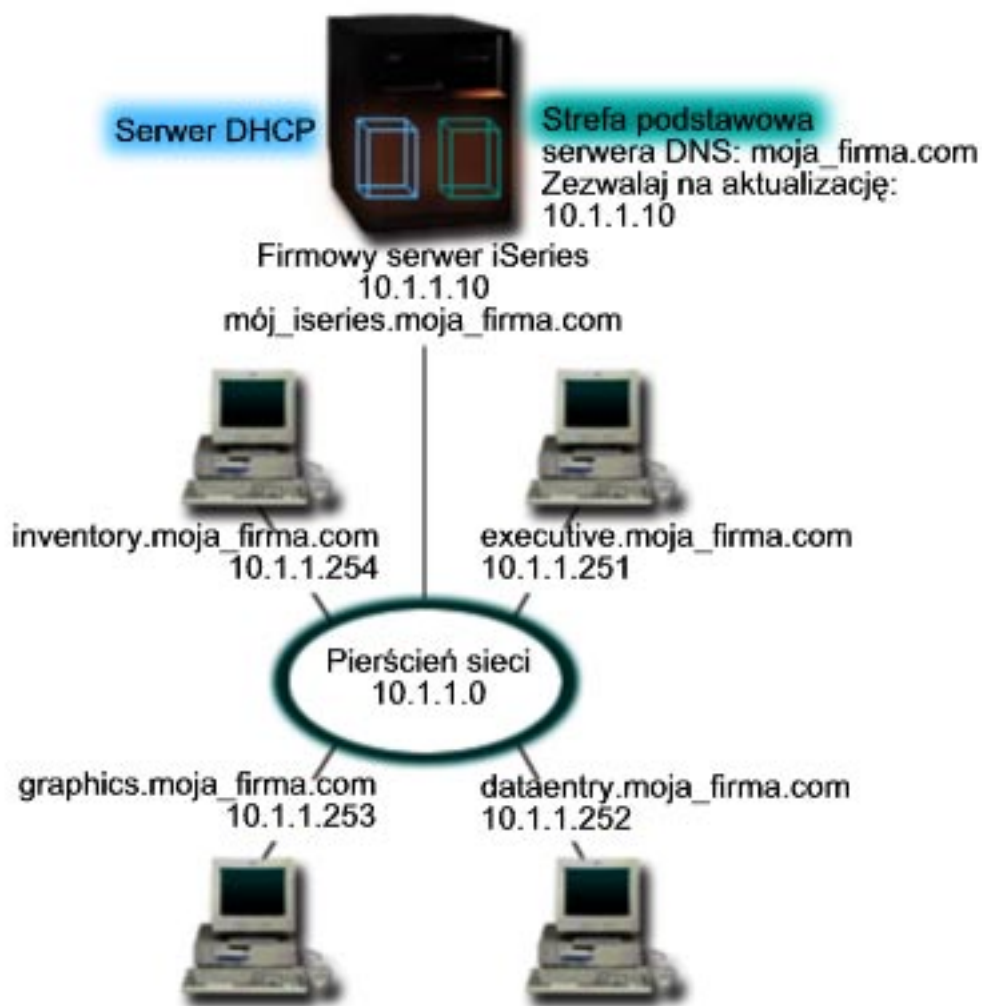 Serwer DHCP
Strefa podstawowa
serwera DNS: moja_firma.com
Zezwalaj na aktualizację:
10.1.1.10
Firmowy serwer iSeries
10.1.1.10
mój_iseries.moja_firma.com
inventory.moja_firma.com
10.1.1.254
executive.moja_firma.com
10.1.1.251
Pierścień sieci
10.1.1.0
graphics.moja_firma.com
10.1.1.253
dataentry.moja_firma.com
10.1.1.252